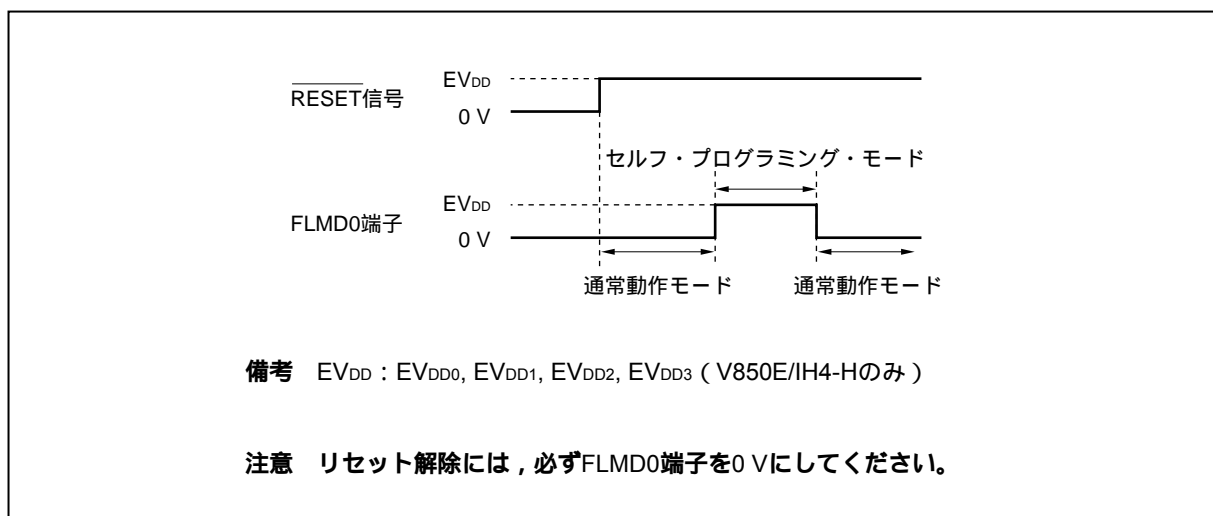 RESET信号
EVDD
0 V
セルフ・プログラミング・モード
FLMD0端子
EVDD
0 V
通常動作モード 通常動作モード
備考 EVDD：EVDD0, EVDD1, EVDD2, EVDD3（V850E/IH4-Hのみ）
注意 リセット解除には，必ずFLMD0端子を0 Vにしてください。